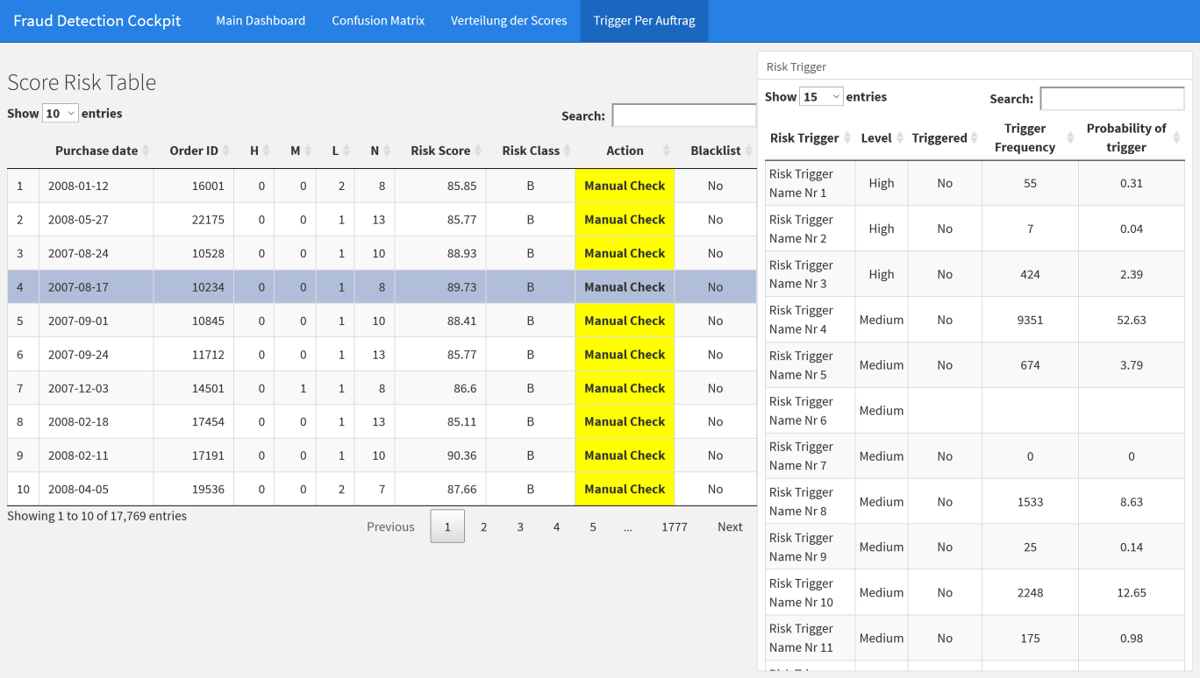 Fraud Detection Cockpit Main Dashboard Confusion Matrix Verteilung der Scores Trigger Per Auftrag
Score Risk Table
Show 10 entries
Search:
Purchase date Order ID H M L N Risk Score Risk Class Action Blacklist
1 2008-01-12 16001 0 0 2 8 85.85 B Manual Check No
2 2008-05-27 22175 0 0 1 13 85.77 B Manual Check No
3 2007-08-24 10528 0 0 1 10 88.93 B Manual Check No
4 2007-08-17 10234 0 0 1 8 89.73 B Manual Check No
5 2007-09-01 10845 0 0 1 10 88.41 B Manual Check No
6 2007-09-24 11712 0 0 1 13 85.77 B Manual Check No
7 2007-12-03 14501 0 1 1 8 86.6 B Manual Check No
8 2008-02-18 17454 0 0 1 13 85.11 B Manual Check No
9 2008-02-11 17191 0 0 1 10 90.36 B Manual Check No
10 2008-04-05 19536 0 0 2 7 87.66 B Manual Check No
Showing 1 to 10 of 17,769 entries
Previous 1 2 3 4 5 ... 1777 Next
Risk Trigger
Show 15 entries
Search:
Risk Trigger Level Triggered Trigger Frequency Probability of trigger
Risk Trigger Name Nr 1 High No 55 0.31
Risk Trigger Name Nr 2 High No 7 0.04
Risk Trigger Name Nr 3 High No 424 2.39
Risk Trigger Name Nr 4 Medium No 9351 52.63
Risk Trigger Name Nr 5 Medium No 674 3.79
Risk Trigger Name Nr 6 Medium
Risk Trigger Name Nr 7 Medium No 0 0
Risk Trigger Name Nr 8 Medium No 1533 8.63
Risk Trigger Name Nr 9 Medium No 25 0.14
Risk Trigger Name Nr 10 Medium No 2248 12.65
Risk Trigger Name Nr 11 Medium No 175 0.98